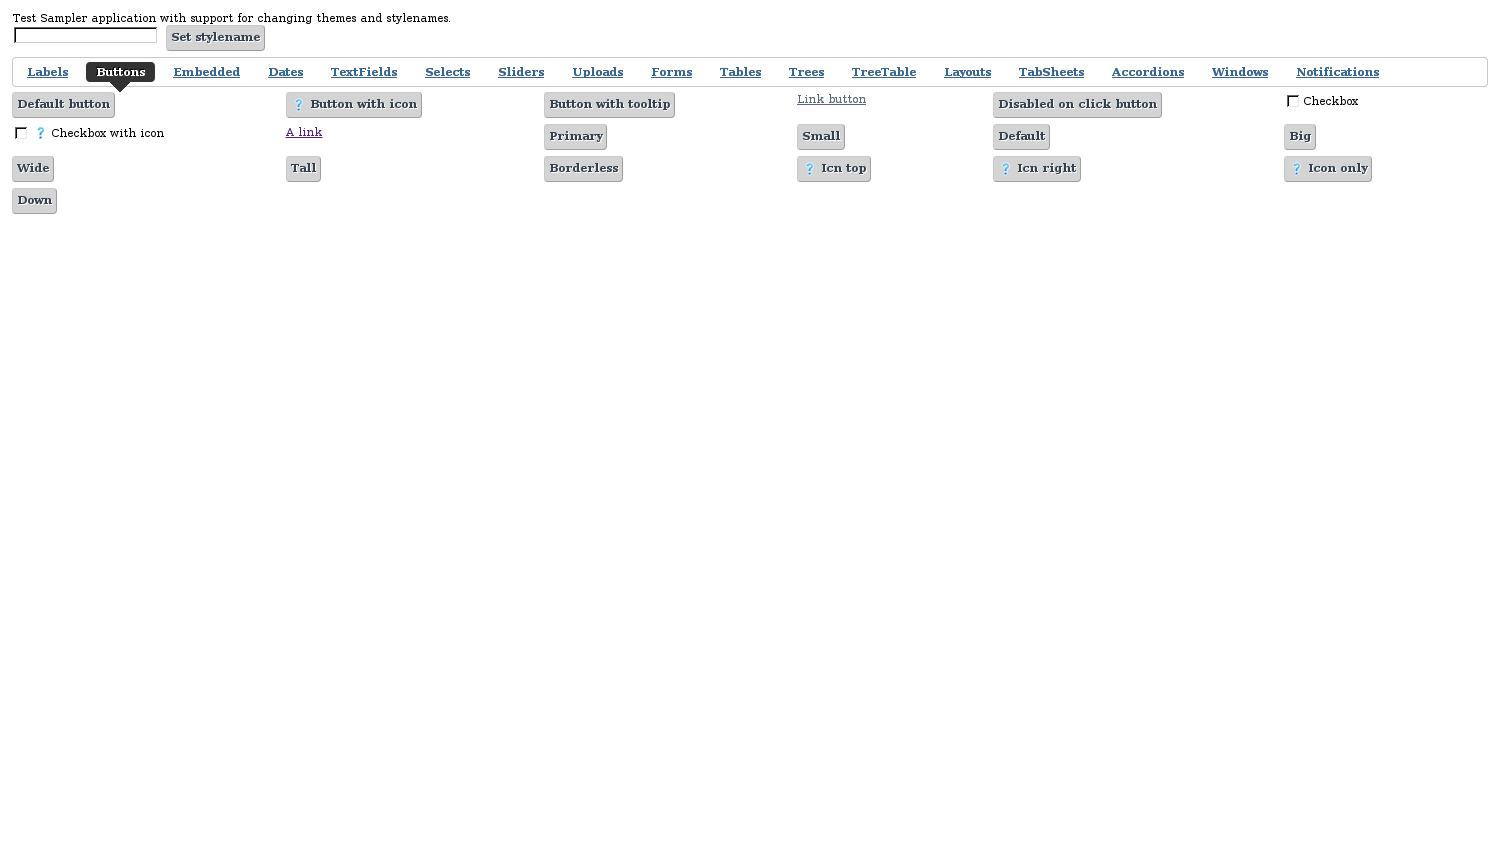 Test Sampler application with support for changing themes and stylenames.
Set stylename
Labels Buttons Embedded Dates TextFields Selects Sliders Uploads Forms Tables Trees TreeTable Layouts TabSheets Accordions Windows Notifications
Default button ? Button with icon Button with tooltip Link button Disabled on click button Checkbox
? Checkbox with icon A link Primary Small Default Big
Wide Tall Borderless ? Icn top ? Icn right ? Icon only
Down